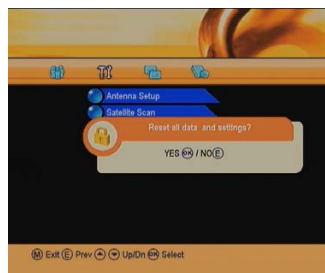 Antenna Setup
Satellite Scan
Reset all data and settings?
YES OK / NO E
M Exit E Prev Up/Dn OK Select